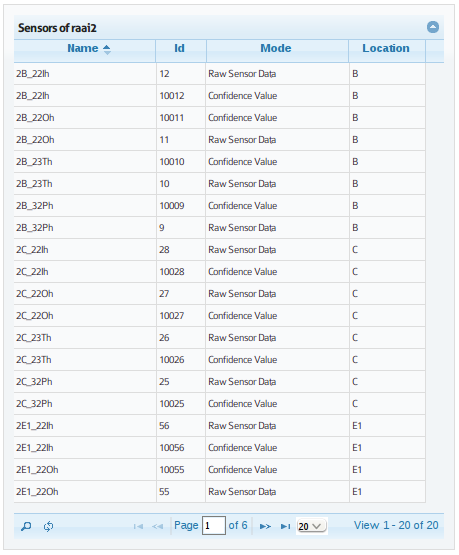 Sensors of raai2
Name Id Mode Location
2B_22Ih 12 Raw Sensor Data B
2B_22Ih 10012 Confidence Value B
2B_22Oh 10011 Confidence Value B
2B_22Oh 11 Raw Sensor Data B
2B_23Th 10010 Confidence Value B
2B_23Th 10 Raw Sensor Data B
2B_32Ph 10009 Confidence Value B
2B_32Ph 9 Raw Sensor Data B
2C_22Ih 28 Raw Sensor Data C
2C_22Ih 10028 Confidence Value C
2C_22Oh 27 Raw Sensor Data C
2C_22Oh 10027 Confidence Value C
2C_23Th 26 Raw Sensor Data C
2C_23Th 10026 Confidence Value C
2C_32Ph 25 Raw Sensor Data C
2C_32Ph 10025 Confidence Value C
2E1_22Ih 56 Raw Sensor Data E1
2E1_22Ih 10056 Confidence Value E1
2E1_22Oh 10055 Confidence Value E1
2E1_22Oh 55 Raw Sensor Data E1
Page 1 of 6 20 View 1 - 20 of 20